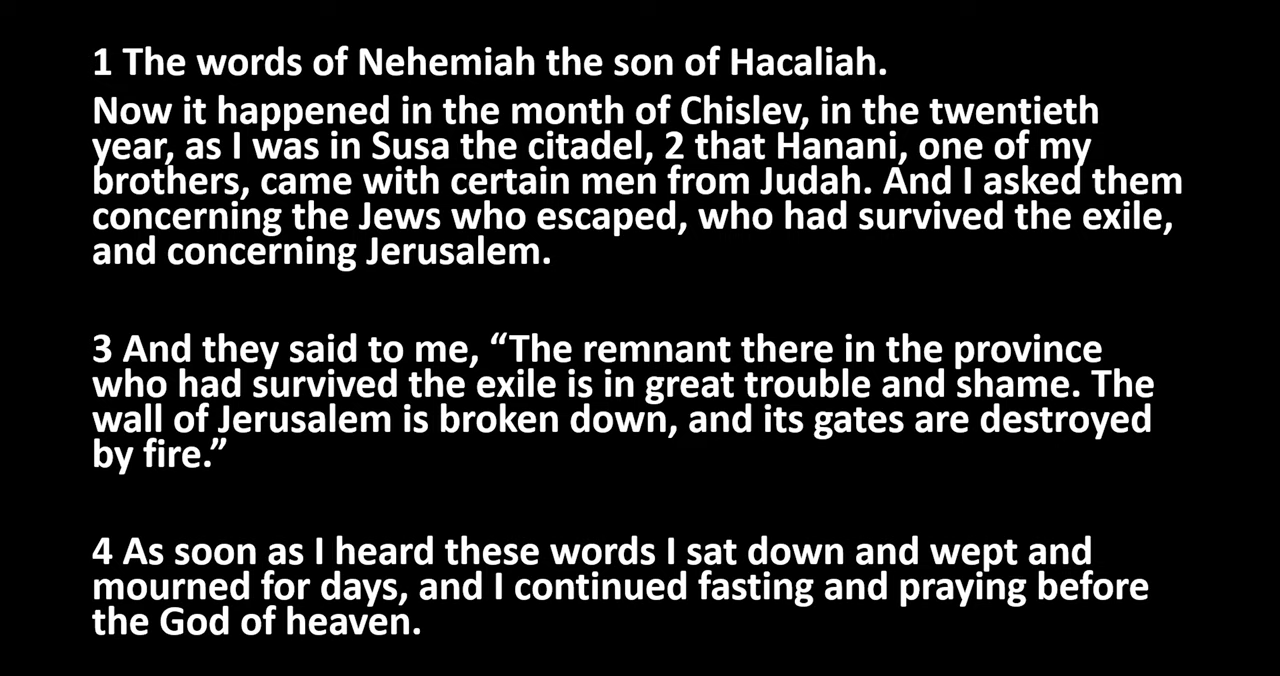 1 The words of Nehemiah the son of Hacaliah.
Now it happened in the month of Chislev, in the twentieth
year, as I was in Susa the citadel, 2 that Hanani, one of my
brothers, came with certain men from Judah. And I asked them
concerning the Jews who escaped, who had survived the exile,
and concerning Jerusalem.
3 And they said to me, “The remnant there in the province
who had survived the exile is in great trouble and shame. The
wall of Jerusalem is broken down, and its gates are destroyed
by fire.”
4 As soon as I heard these words I sat down and wept and
mourned for days, and I continued fasting and praying before
the God of heaven.